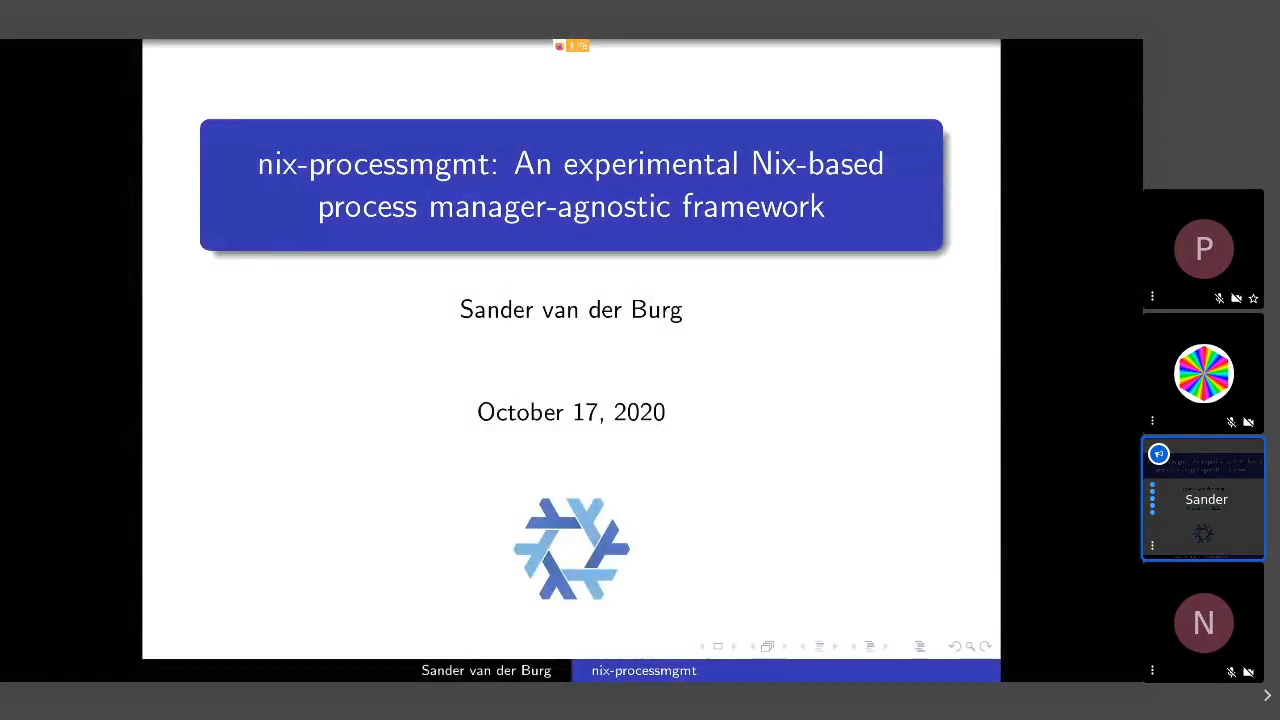 nix-processmgmt: An experimental Nix-based
process manager-agnostic framework
Sander van der Burg
October 17, 2020
Sander van der Burg
nix-processmgmt
P
Sander
N